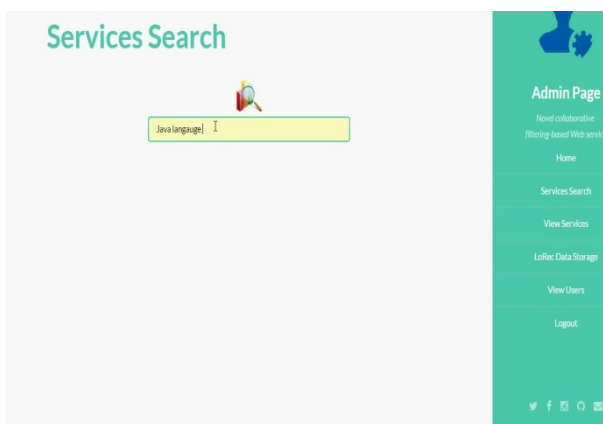 Services Search
Java langauge
Admin Page
Novel collaborative
filtering-based Web servic
Home
Services Search
View Services
LoRec Data Storage
View Users
Logout